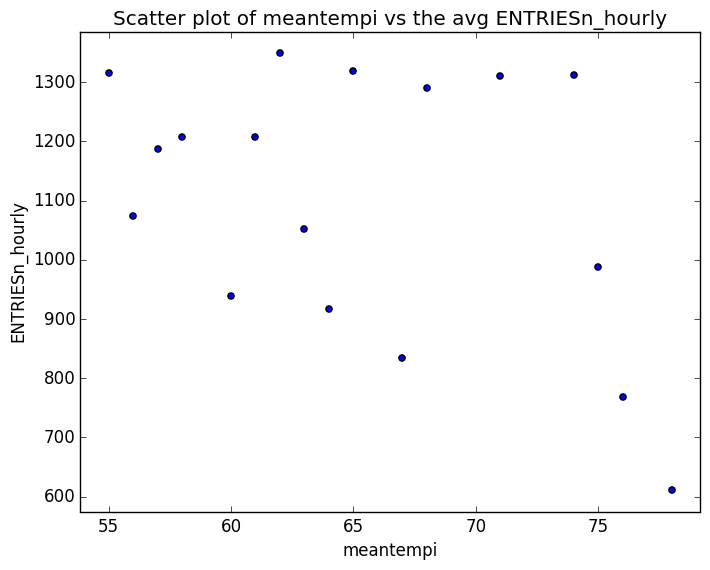 Scatter plot of meantempi vs the avg ENTRIESn_hourly
1300
1200
1100
1000
900
800
700
600
ENTRIESn_hourly
55 60 65 70 75
meantempi